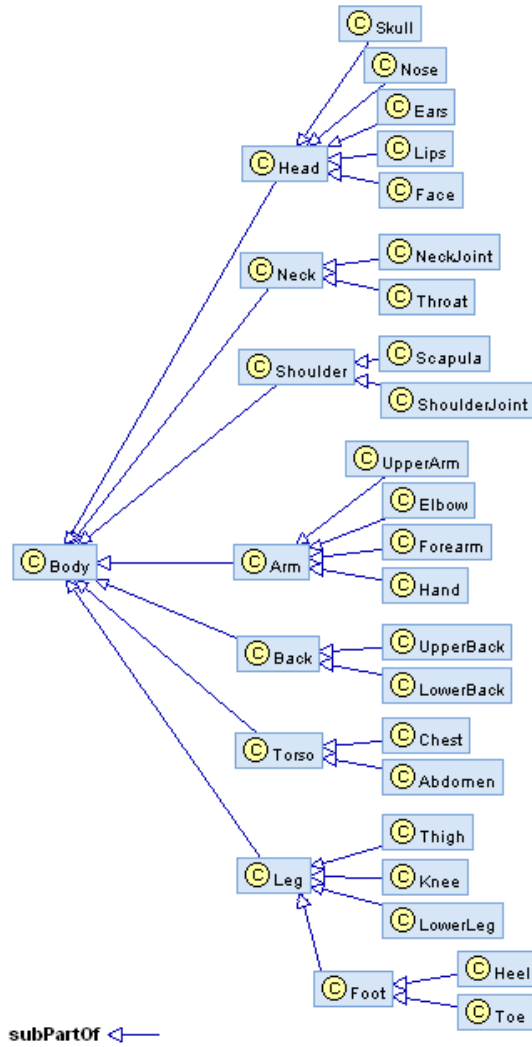 C Skull
C Nose
C Ears
C Head
C Lips
C Face
C Neck
C NeckJoint
C Throat
C Shoulder
C Scapula
C ShoulderJoint
C UpperArm
C Elbow
C Body
C Arm
C Forearm
C Hand
C Back
C UpperBack
C LowerBack
C Torso
C Chest
C Abdomen
C Thigh
C Leg
C Knee
C LowerLeg
C Foot
C Heel
C Toe
subPartOf